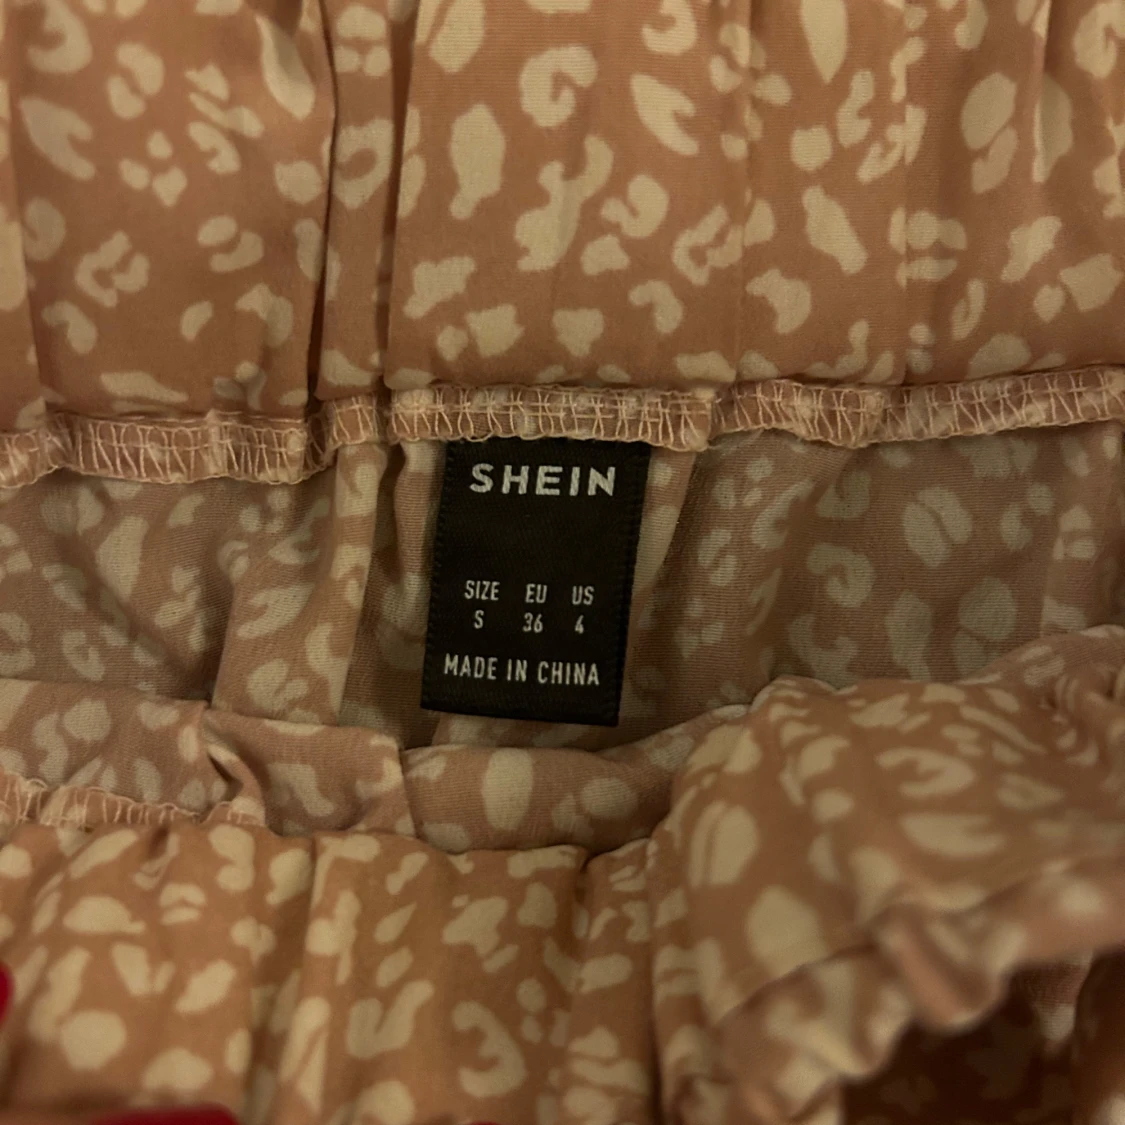 SHEIN
SIZE EU US
S 36 4
MADE IN CHINA